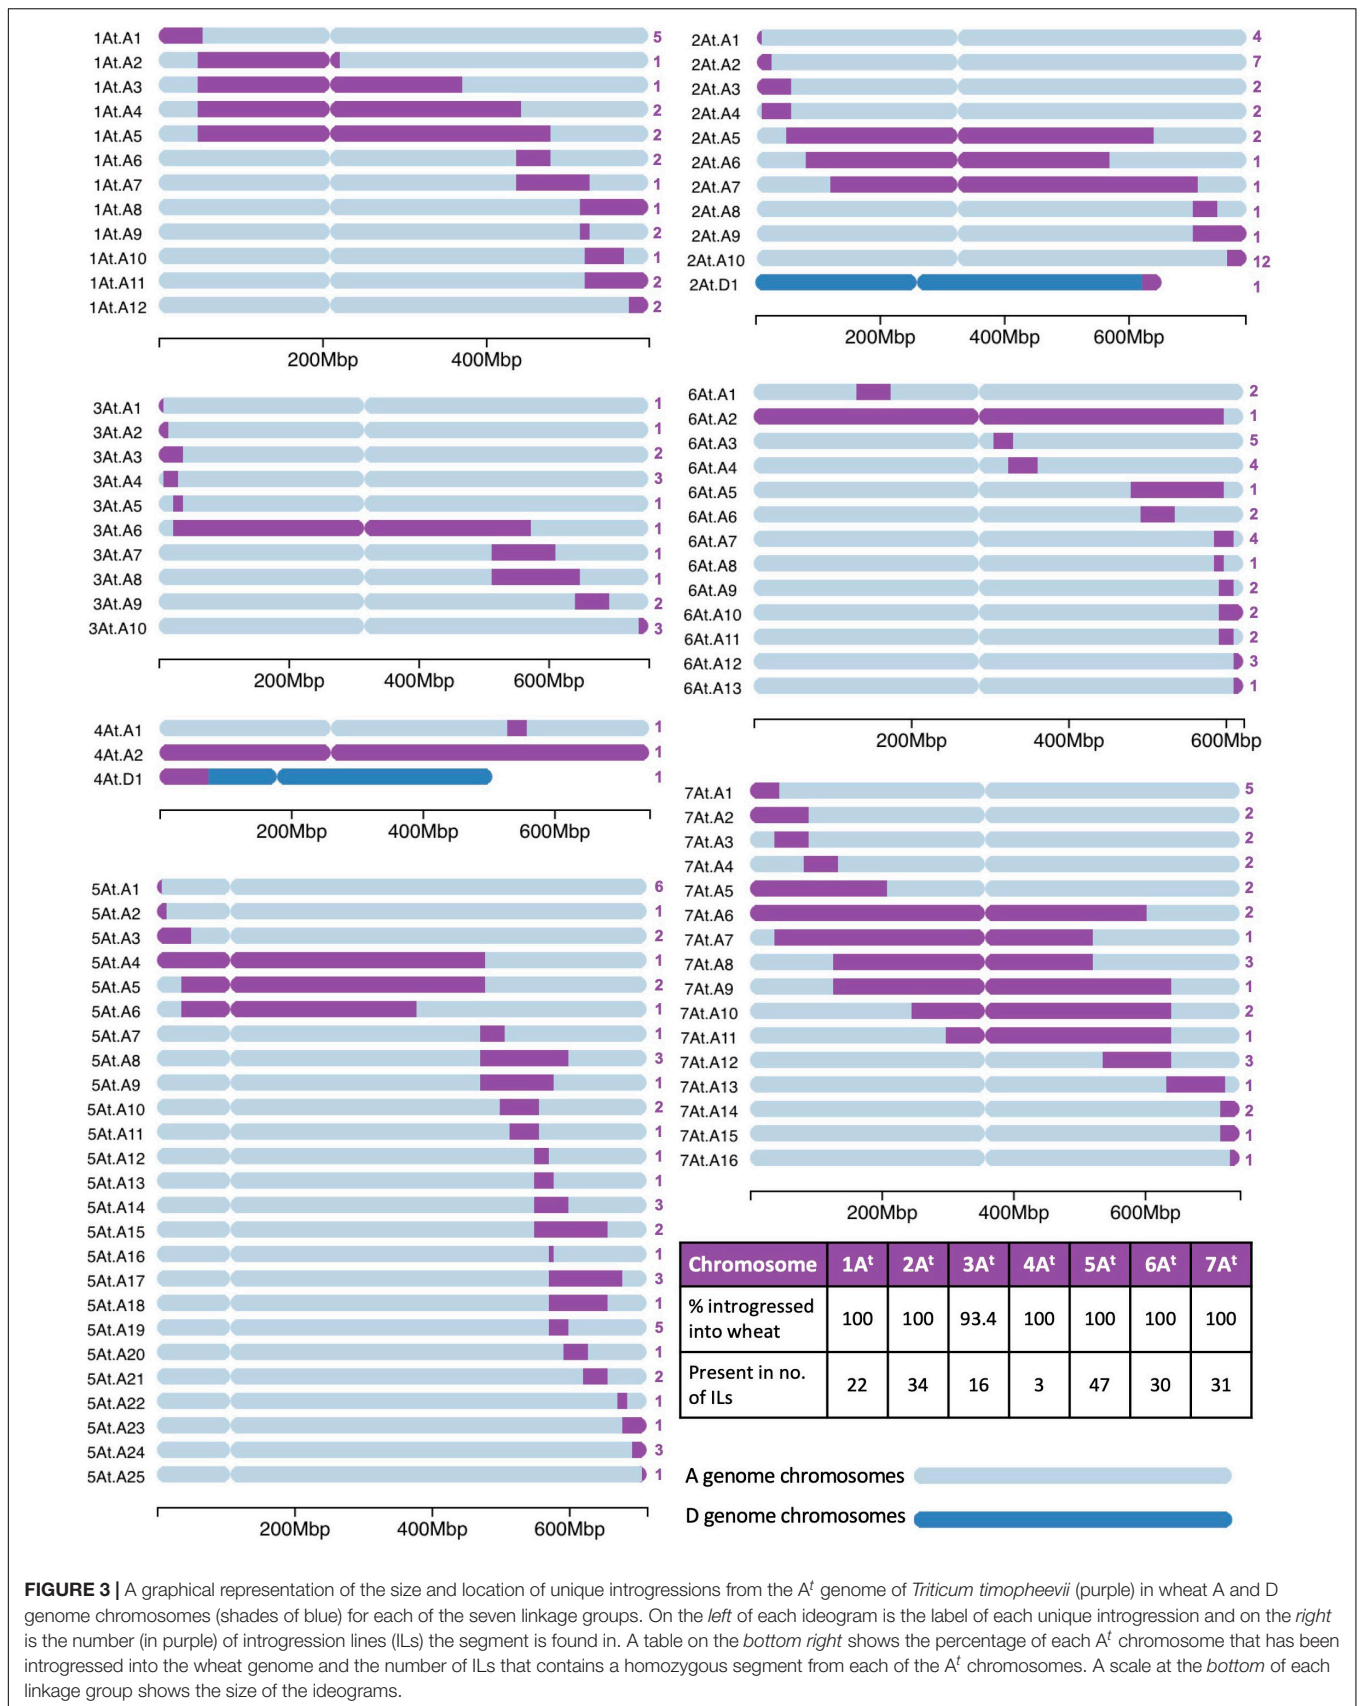 1At.A1 5
1At.A2 1
1At.A3 1
1At.A4 2
1At.A5 2
1At.A6 2
1At.A7 1
1At.A8 1
1At.A9 2
1At.A10 1
1At.A11 2
1At.A12 2
200Mbp 400Mbp
2At.A1 4
2At.A2 7
2At.A3 2
2At.A4 2
2At.A5 2
2At.A6 1
2At.A7 1
2At.A8 1
2At.A9 1
2At.A10 12
2At.D1 1
200Mbp 400Mbp 600Mbp
3At.A1 1
3At.A2 1
3At.A3 2
3At.A4 3
3At.A5 1
3At.A6 1
3At.A7 1
3At.A8 1
3At.A9 2
3At.A10 3
200Mbp 400Mbp 600Mbp
6At.A1 2
6At.A2 1
6At.A3 5
6At.A4 4
6At.A5 1
6At.A6 2
6At.A7 4
6At.A8 1
6At.A9 2
6At.A10 2
6At.A11 2
6At.A12 3
6At.A13 1
200Mbp 400Mbp 600Mbp
4At.A1 1
4At.A2 1
4At.D1 1
200Mbp 400Mbp 600Mbp
7At.A1 5
7At.A2 2
7At.A3 2
7At.A4 2
7At.A5 2
7At.A6 2
7At.A7 1
7At.A8 3
7At.A9 1
7At.A10 2
7At.A11 1
7At.A12 3
7At.A13 1
7At.A14 2
7At.A15 1
7At.A16 1
200Mbp 400Mbp 600Mbp
5At.A1 6
5At.A2 1
5At.A3 2
5At.A4 1
5At.A5 2
5At.A6 1
5At.A7 1
5At.A8 3
5At.A9 1
5At.A10 2
5At.A11 1
5At.A12 1
5At.A13 1
5At.A14 3
5At.A15 2
5At.A16 1
5At.A17 3
5At.A18 1
5At.A19 5
5At.A20 1
5At.A21 2
5At.A22 1
5At.A23 1
5At.A24 3
5At.A25 1
200Mbp 400Mbp 600Mbp
Chromosome 1Aᵗ 2Aᵗ 3Aᵗ 4Aᵗ 5Aᵗ 6Aᵗ 7Aᵗ
% introgressed
into wheat 100 100 93.4 100 100 100 100
Present in no.
of ILs 22 34 16 3 47 30 31
A genome chromosomes
D genome chromosomes
FIGURE 3 | A graphical representation of the size and location of unique introgressions from the Aᵗ genome of Triticum timopheevii (purple) in wheat A and D
genome chromosomes (shades of blue) for each of the seven linkage groups. On the left of each ideogram is the label of each unique introgression and on the right
is the number (in purple) of introgression lines (ILs) the segment is found in. A table on the bottom right shows the percentage of each Aᵗ chromosome that has been
introgressed into the wheat genome and the number of ILs that contains a homozygous segment from each of the Aᵗ chromosomes. A scale at the bottom of each
linkage group shows the size of the ideograms.